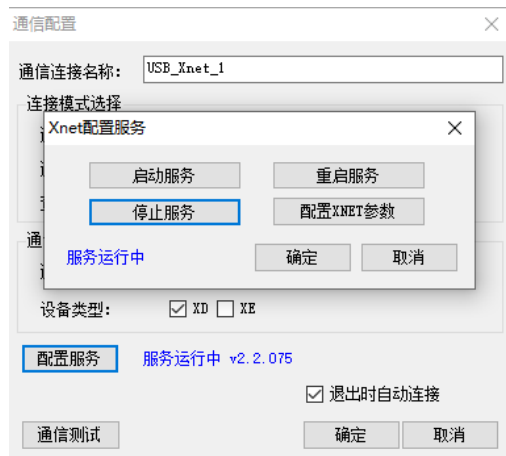 通信配置
通信连接名称: USB_Xnet_1
连接模式选择
Xnet配置服务
启动服务 重启服务
停止服务 配置XNET参数
服务运行中 确定 取消
通
设备类型: XD XE
配置服务 服务运行中 v2.2.075
退出时自动连接
通信测试 确定 取消